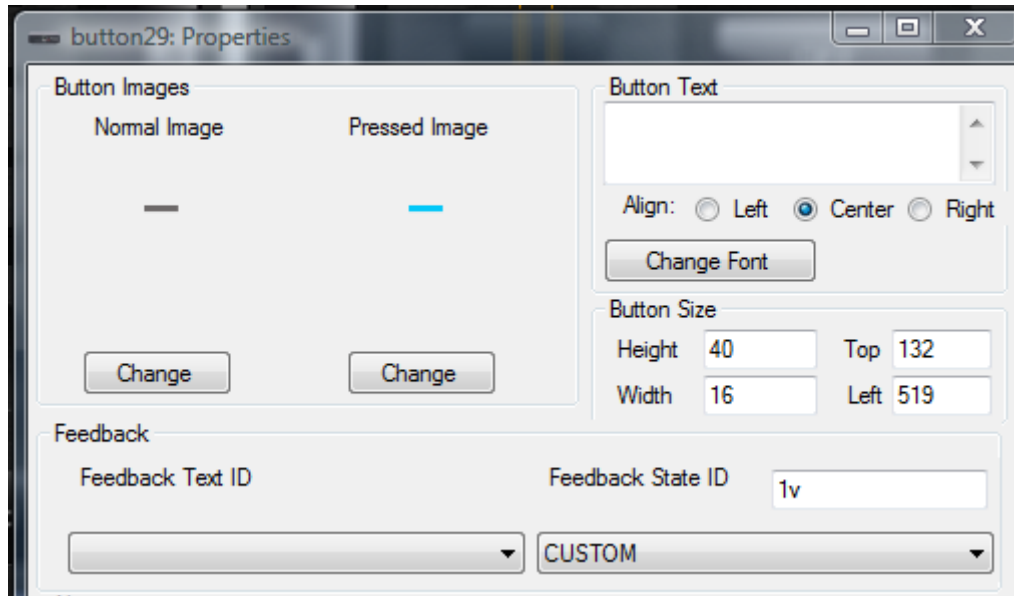 button29: Properties
Button Images
Normal Image
Pressed Image
Change
Change
Button Text
Align: Left Center Right
Change Font
Button Size
Height 40 Top 132
Width 16 Left 519
Feedback
Feedback Text ID
Feedback State ID 1v
CUSTOM